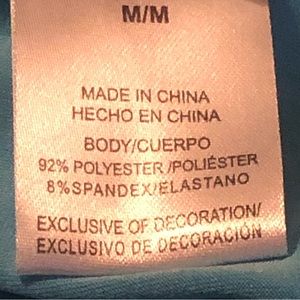 M/M
MADE IN CHINA
HECHO EN CHINA
BODY/CUERPO
92% POLYESTER /POLIÉSTER
8%SPANDEX/ELASTANO
EXCLUSIVE OF DECORATION/
EXCLUSIVO DE DECORACIÓN